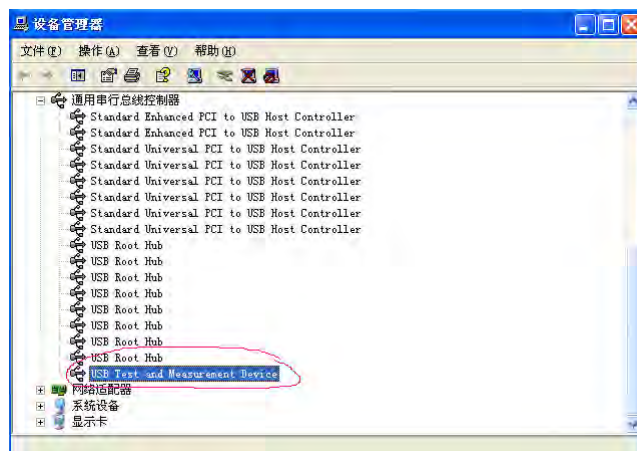 设备管理器
文件(F) 操作(A) 查看(V) 帮助(H)
通用串行总线控制器
Standard Enhanced PCI to USB Host Controller
Standard Enhanced PCI to USB Host Controller
Standard Universal PCI to USB Host Controller
Standard Universal PCI to USB Host Controller
Standard Universal PCI to USB Host Controller
Standard Universal PCI to USB Host Controller
Standard Universal PCI to USB Host Controller
Standard Universal PCI to USB Host Controller
USB Root Hub
USB Root Hub
USB Root Hub
USB Root Hub
USB Root Hub
USB Root Hub
USB Root Hub
USB Root Hub
USB Test and Measurement Device
网络适配器
系统设备
显示卡